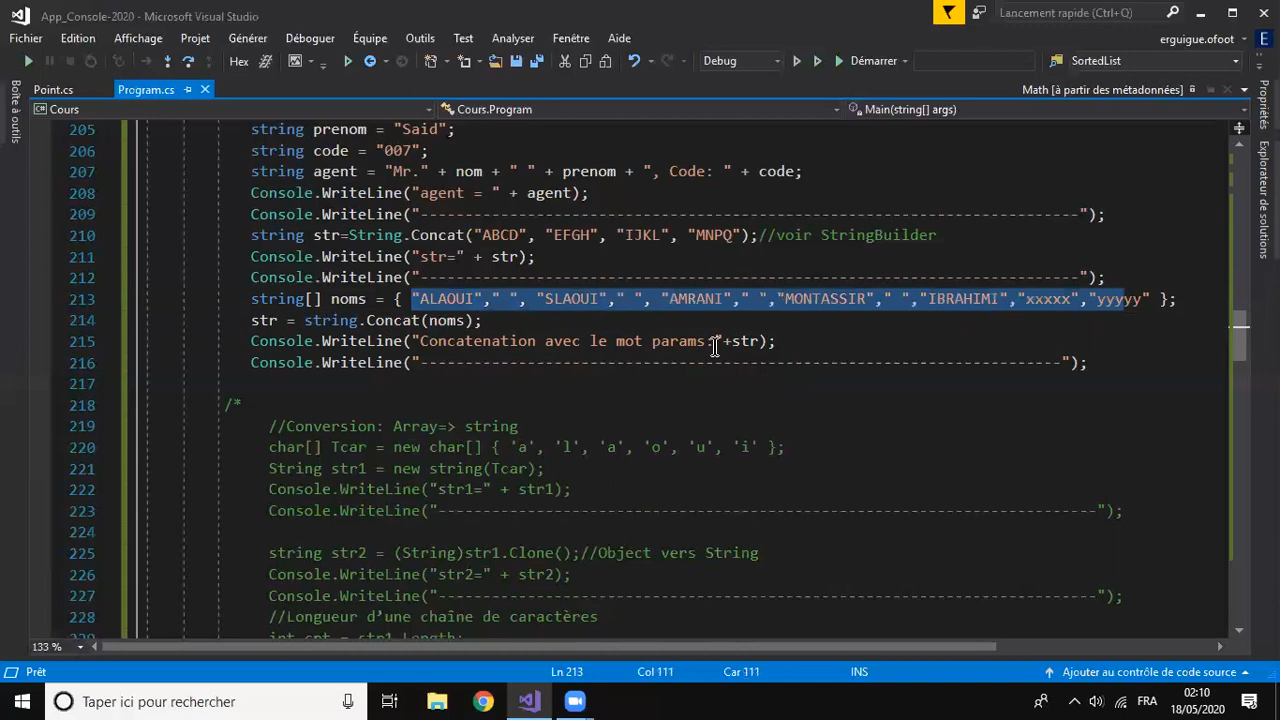 App_Console-2020 - Microsoft Visual Studio
Lancement rapide (Ctrl+Q)
Fichier Edition Affichage Projet Générer Déboguer Équipe Outils Test Analyser Fenêtre Aide
erguigue.ofoot E
Hex Debug Démarrer SortedList
Boîte à outils
Point.cs Program.cs Math [à partir des métadonnées]
Cours Cours.Program Main(string[] args)
205 string prenom = "Said";
206 string code = "007";
207 string agent = "Mr." + nom + " " + prenom + ", Code: " + code;
208 Console.WriteLine("agent = " + agent);
209 Console.WriteLine("--------------------------------------------------------------------------");
210 string str=String.Concat("ABCD", "EFGH", "IJKL", "MNPQ");//voir StringBuilder
211 Console.WriteLine("str=" + str);
212 Console.WriteLine("--------------------------------------------------------------------------");
213 string[] noms = { "ALAOUI"," ", "SLAOUI"," ", "AMRANI"," ","MONTASSIR"," ","IBRAHIMI","xxxxx","yyyyy" };
214 str = string.Concat(noms);
215 Console.WriteLine("Concatenation avec le mot params:"+str);
216 Console.WriteLine("------------------------------------------------------------------------");
217
218 /*
219 //Conversion: Array=> string
220 char[] Tcar = new char[] { 'a', 'l', 'a', 'o', 'u', 'i' };
221 String str1 = new string(Tcar);
222 Console.WriteLine("str1=" + str1);
223 Console.WriteLine("--------------------------------------------------------------------------");
224
225 string str2 = (String)str1.Clone();//Object vers String
226 Console.WriteLine("str2=" + str2);
227 Console.WriteLine("--------------------------------------------------------------------------");
228 //Longueur d’une chaîne de caractères
229 int cpt = str1.Length;
Propriétés
Explorateur de solutions
133 %
Prêt Ln 213 Col 111 Car 111 INS Ajouter au contrôle de code source
Taper ici pour rechercher
FRA
02:10
18/05/2020